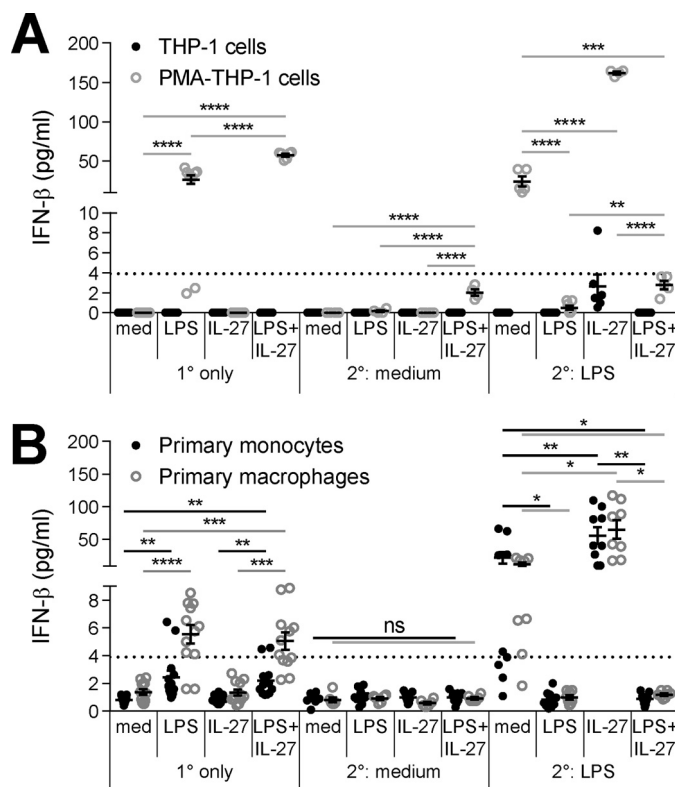 A
THP-1 cells
PMA-THP-1 cells
IFN-β (pg/ml)
200
150
100
50
10
8
6
4
2
0
****
****
****
****
****
****
***
****
****
**
****
med LPS IL-27 LPS+ IL-27 med LPS IL-27 LPS+ IL-27 med LPS IL-27 LPS+ IL-27
1° only 2°: medium 2°: LPS
B
Primary monocytes
Primary macrophages
IFN-β (pg/ml)
200
150
100
50
8
6
4
2
0
**
***
** **
**** ***
ns
*
** **
* *
*
med LPS IL-27 LPS+ IL-27 med LPS IL-27 LPS+ IL-27 med LPS IL-27 LPS+ IL-27
1° only 2°: medium 2°: LPS